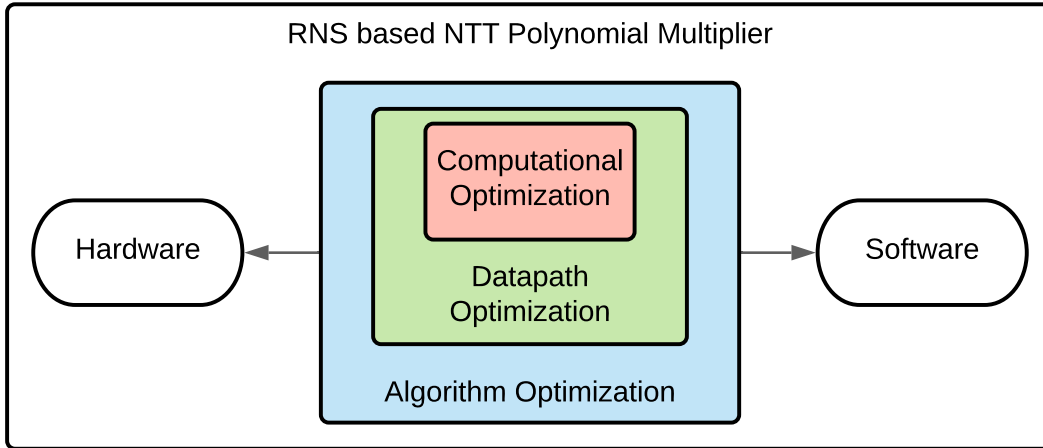 RNS based NTT Polynomial Multiplier
Computational
Optimization
Hardware
Software
Datapath
Optimization
Algorithm Optimization